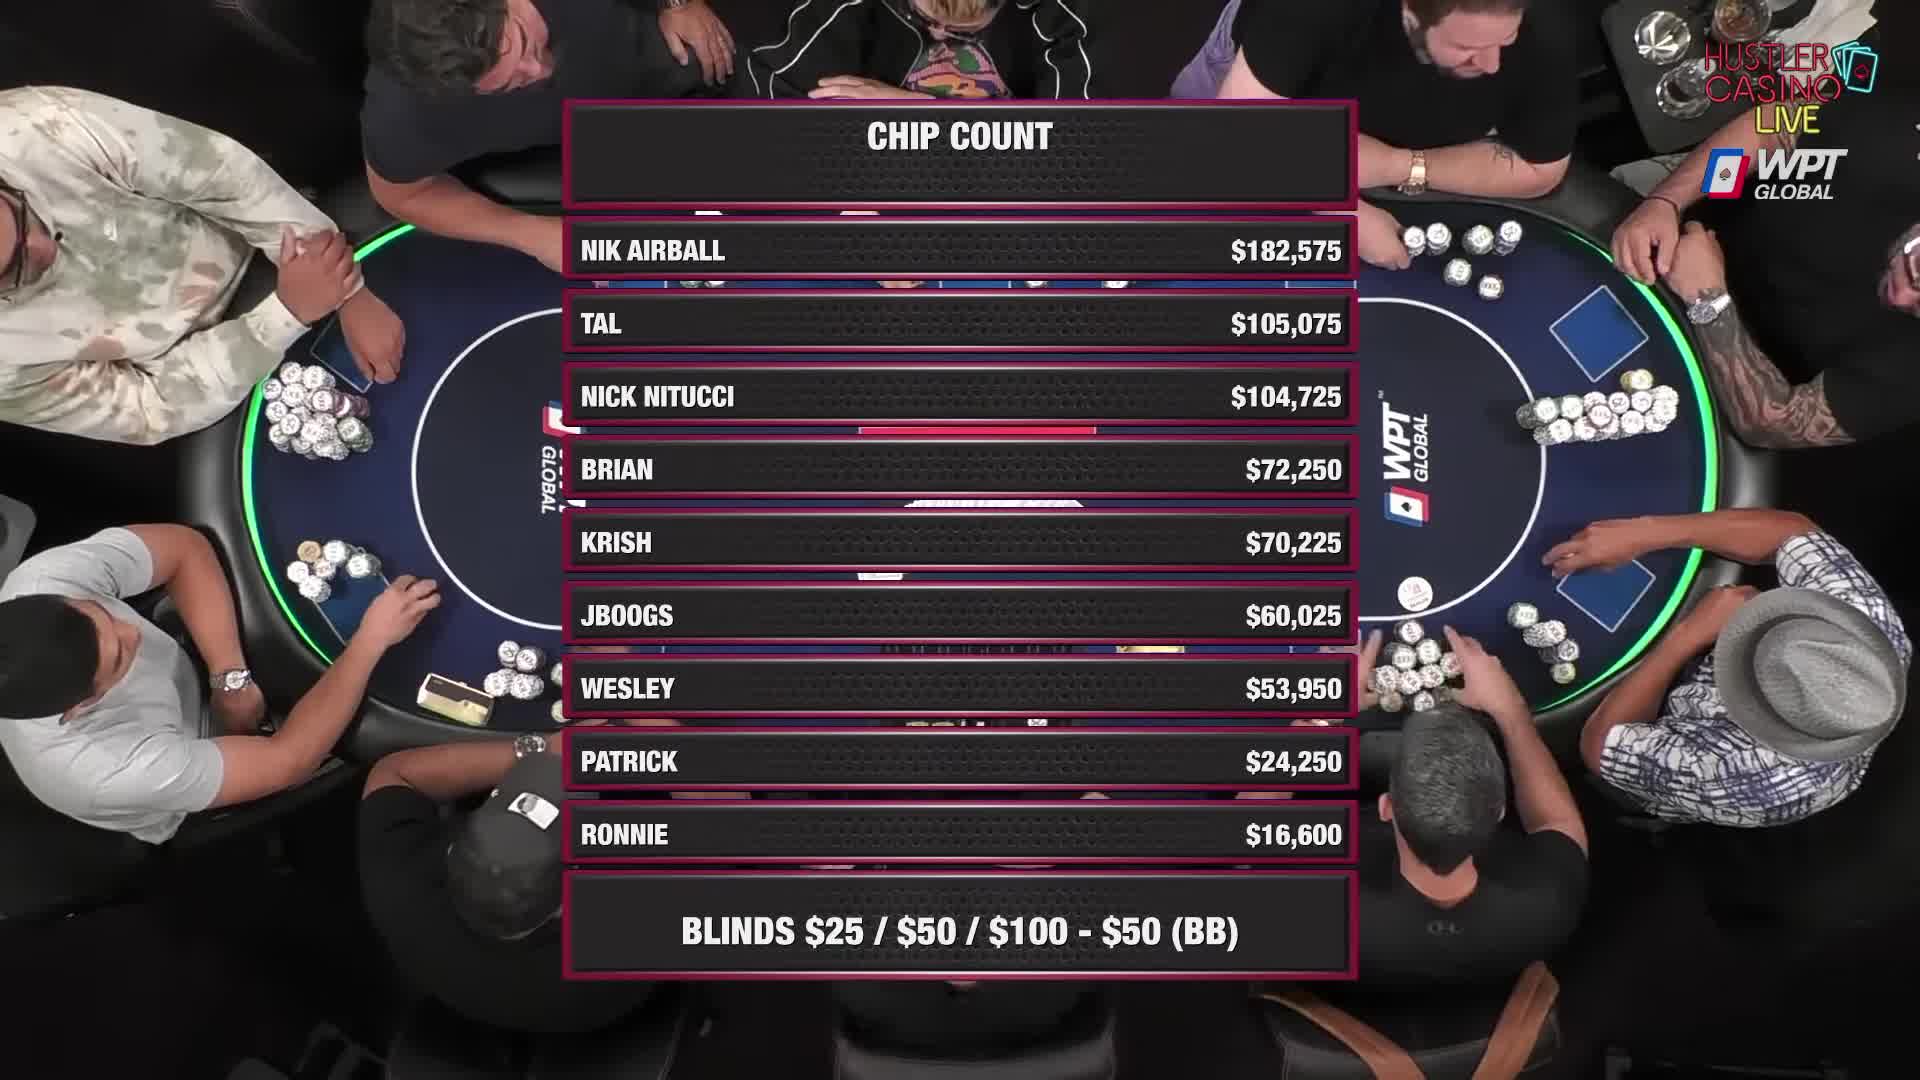 HUSTLER
CASINO
LIVE
WPT
GLOBAL
CHIP COUNT
NIK AIRBALL $182,575
TAL $105,075
NICK NITUCCI $104,725
BRIAN $72,250
KRISH $70,225
JBOOGS $60,025
WESLEY $53,950
PATRICK $24,250
RONNIE $16,600
BLINDS $25 / $50 / $100 - $50 (BB)
WPT
GLOBAL
GLOBAL